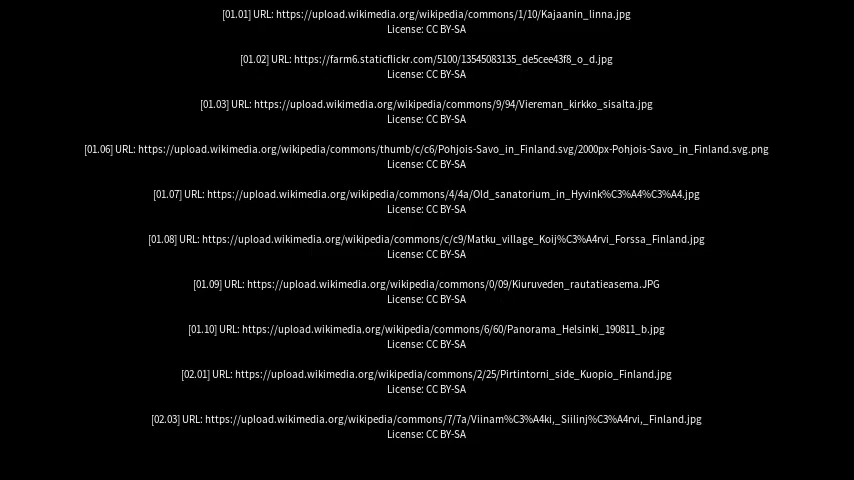 [01.01] URL: https://upload.wikimedia.org/wikipedia/commons/1/10/Kajaanin_linna.jpg
License: CC BY-SA
[01.02] URL: https://farm6.staticflickr.com/5100/13545083135_de5cee43f8_o_d.jpg
License: CC BY-SA
[01.03] URL: https://upload.wikimedia.org/wikipedia/commons/9/94/Viereman_kirkko_sisalta.jpg
License: CC BY-SA
[01.06] URL: https://upload.wikimedia.org/wikipedia/commons/thumb/c/c6/Pohjois-Savo_in_Finland.svg/2000px-Pohjois-Savo_in_Finland.svg.png
License: CC BY-SA
[01.07] URL: https://upload.wikimedia.org/wikipedia/commons/4/4a/Old_sanatorium_in_Hyvink%C3%A4%C3%A4.jpg
License: CC BY-SA
[01.08] URL: https://upload.wikimedia.org/wikipedia/commons/c/c9/Matku_village_Koij%C3%A4rvi_Forssa_Finland.jpg
License: CC BY-SA
[01.09] URL: https://upload.wikimedia.org/wikipedia/commons/0/09/Kiuruveden_rautatieasema.JPG
License: CC BY-SA
[01.10] URL: https://upload.wikimedia.org/wikipedia/commons/6/60/Panorama_Helsinki_190811_b.jpg
License: CC BY-SA
[02.01] URL: https://upload.wikimedia.org/wikipedia/commons/2/25/Pirtintorni_side_Kuopio_Finland.jpg
License: CC BY-SA
[02.03] URL: https://upload.wikimedia.org/wikipedia/commons/7/7a/Viinam%C3%A4ki,_Siilinj%C3%A4rvi,_Finland.jpg
License: CC BY-SA